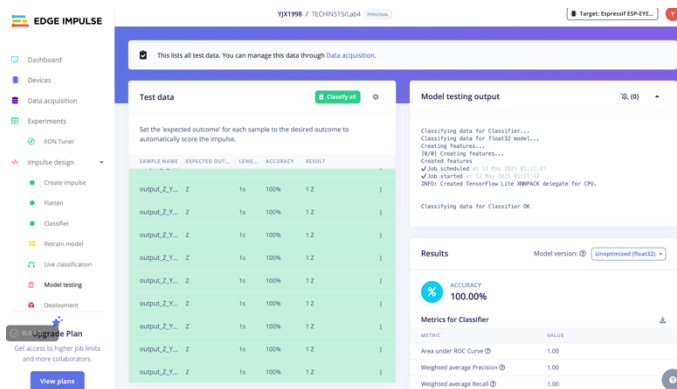 EDGE IMPULSE
YJX1998 / TECHIN515/Lab4 PERSONAL
Target: Espressif ESP-EYE...
Y
Dashboard
Devices
Data acquisition
Experiments
EON Tuner
Impulse design
Create impulse
Flatten
Classifier
Retrain model
Live classification
Model testing
Deployment
Upgrade Plan
Get access to higher job limits
and more collaborators.
View plans
This lists all test data. You can manage this data through Data acquisition.
Test data
Classify all
Set the 'expected outcome' for each sample to the desired outcome to
automatically score the impulse.
SAMPLE NAME EXPECTED OUT... LENG... ACCURACY RESULT
output_Z_Y... Z 1s 100% 1 Z
output_Z_Y... Z 1s 100% 1 Z
output_Z_Y... Z 1s 100% 1 Z
output_Z_Y... Z 1s 100% 1 Z
output_Z_Y... Z 1s 100% 1 Z
output_Z_Y... Z 1s 100% 1 Z
output_Z_Y... Z 1s 100% 1 Z
output_Z_Y... Z 1s 100% 1 Z
output_Z_Y... Z 1s 100% 1 Z
Model testing output
(0)
Classifying data for Classifier...
Classifying data for float32 model...
Creating features...
[0/0] Creating features...
Created features
Job scheduled at 12 May 2025 01:11:47
Job started at 12 May 2025 01:11:47
INFO: Created TensorFlow Lite XNNPACK delegate for CPU.
Classifying data for Classifier OK
Results
Model version: Unoptimized (float32)
%
ACCURACY
100.00%
Metrics for Classifier
METRIC VALUE
Area under ROC Curve 1.00
Weighted average Precision 1.00
Weighted average Recall 1.00